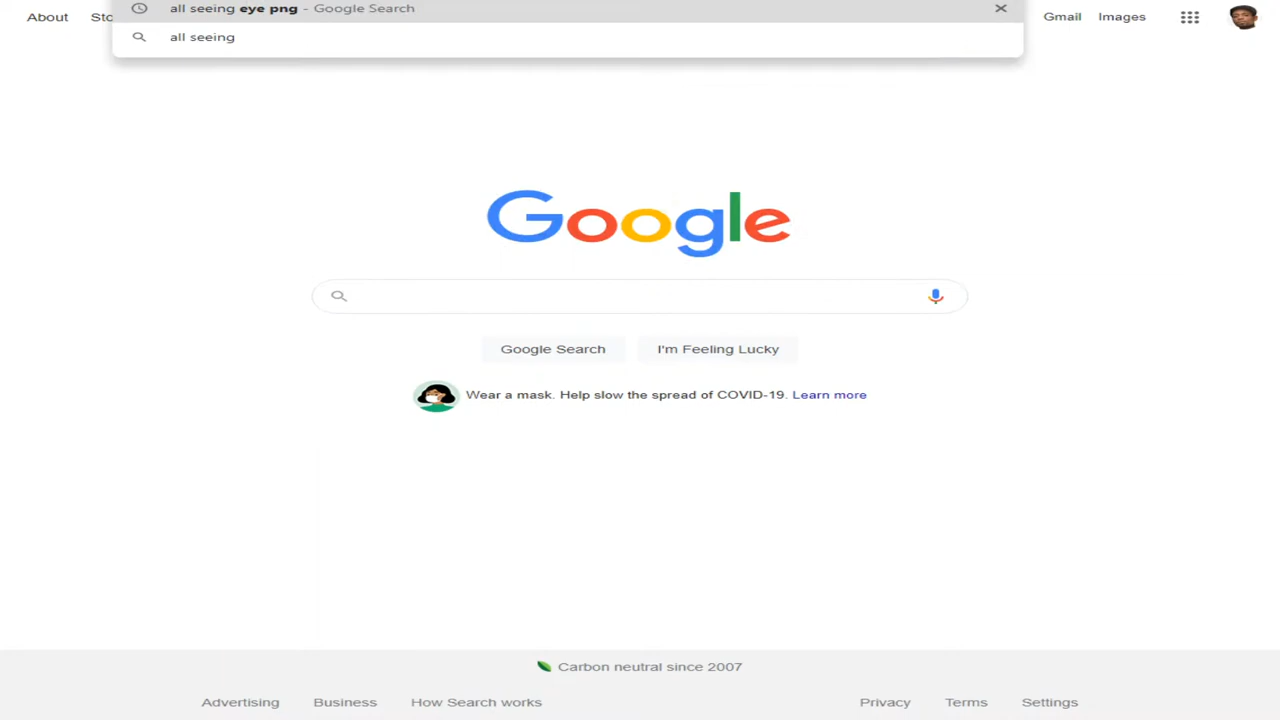 all seeing eye png - Google Search
About
Gmail
Images
all seeing
Google
Google Search
I'm Feeling Lucky
Wear a mask. Help slow the spread of COVID-19. Learn more
Carbon neutral since 2007
Advertising
Business
How Search works
Privacy
Terms
Settings